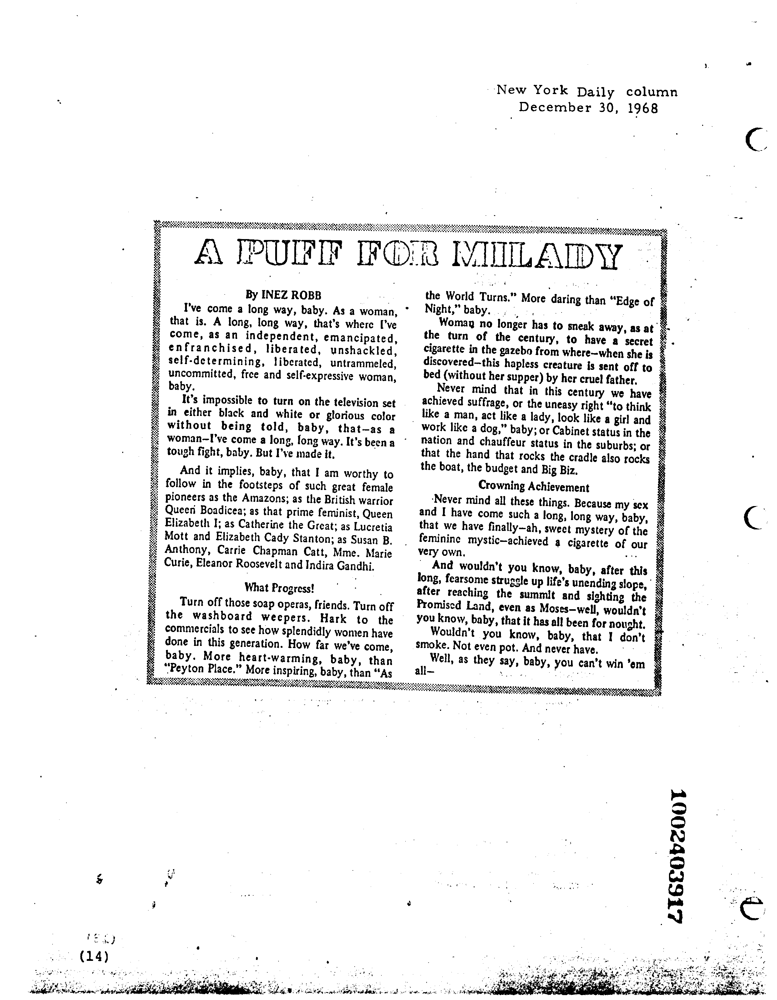 New York Daily column
December 30, 1968
A PUFF FOR MILADY
By INEZ ROBB
I've come a long way, baby. As a woman,
that is. A long, long way, that's where I've
come, as an independent, emancipated,
enfranchised, liberated, unshackled,
self-determining, liberated, untrammeled,
uncommitted, free and self-expressive woman,
baby.
It's impossible to turn on the television set
in either black and white or glorious color
without being told, baby, that—as a
woman—I've come a long, long way. It's been a
tough fight, baby. But I've made it.
And it implies, baby, that I am worthy to
follow in the footsteps of such great female
pioneers as the Amazons; as the British warrior
Queen Boadicea; as that prime feminist, Queen
Elizabeth I; as Catherine the Great; as Lucretia
Mott and Elizabeth Cady Stanton; as Susan B.
Anthony, Carrie Chapman Catt, Mme. Marie
Curie, Eleanor Roosevelt and Indira Gandhi.
What Progress!
Turn off those soap operas, friends. Turn off
the washboard weepers. Hark to the
commercials to see how splendidly women have
done in this generation. How far we've come,
baby. More heart-warming, baby, than
"Peyton Place." More inspiring, baby, than "As
the World Turns." More daring than "Edge of
Night," baby.
Woman no longer has to sneak away, as at
the turn of the century, to have a secret
cigarette in the gazebo from where—when she is
discovered—this hapless creature is sent off to
bed (without her supper) by her cruel father.
Never mind that in this century we have
achieved suffrage, or the uneasy right "to think
like a man, act like a lady, look like a girl and
work like a dog," baby; or Cabinet status in the
nation and chauffeur status in the suburbs; or
that the hand that rocks the cradle also rocks
the boat, the budget and Big Biz.
Crowning Achievement
Never mind all these things. Because my sex
and I have come such a long, long way, baby,
that we have finally—ah, sweet mystery of the
feminine mystic—achieved a cigarette of our
very own.
And wouldn't you know, baby, after this
long, fearsome struggle up life's unending slope,
after reaching the summit and sighting the
Promised Land, even as Moses—well, wouldn't
you know, baby, that it has all been for nought.
Wouldn't you know, baby, that I don't
smoke. Not even pot. And never have.
Well, as they say, baby, you can't win 'em
all—
1002403917
(14)